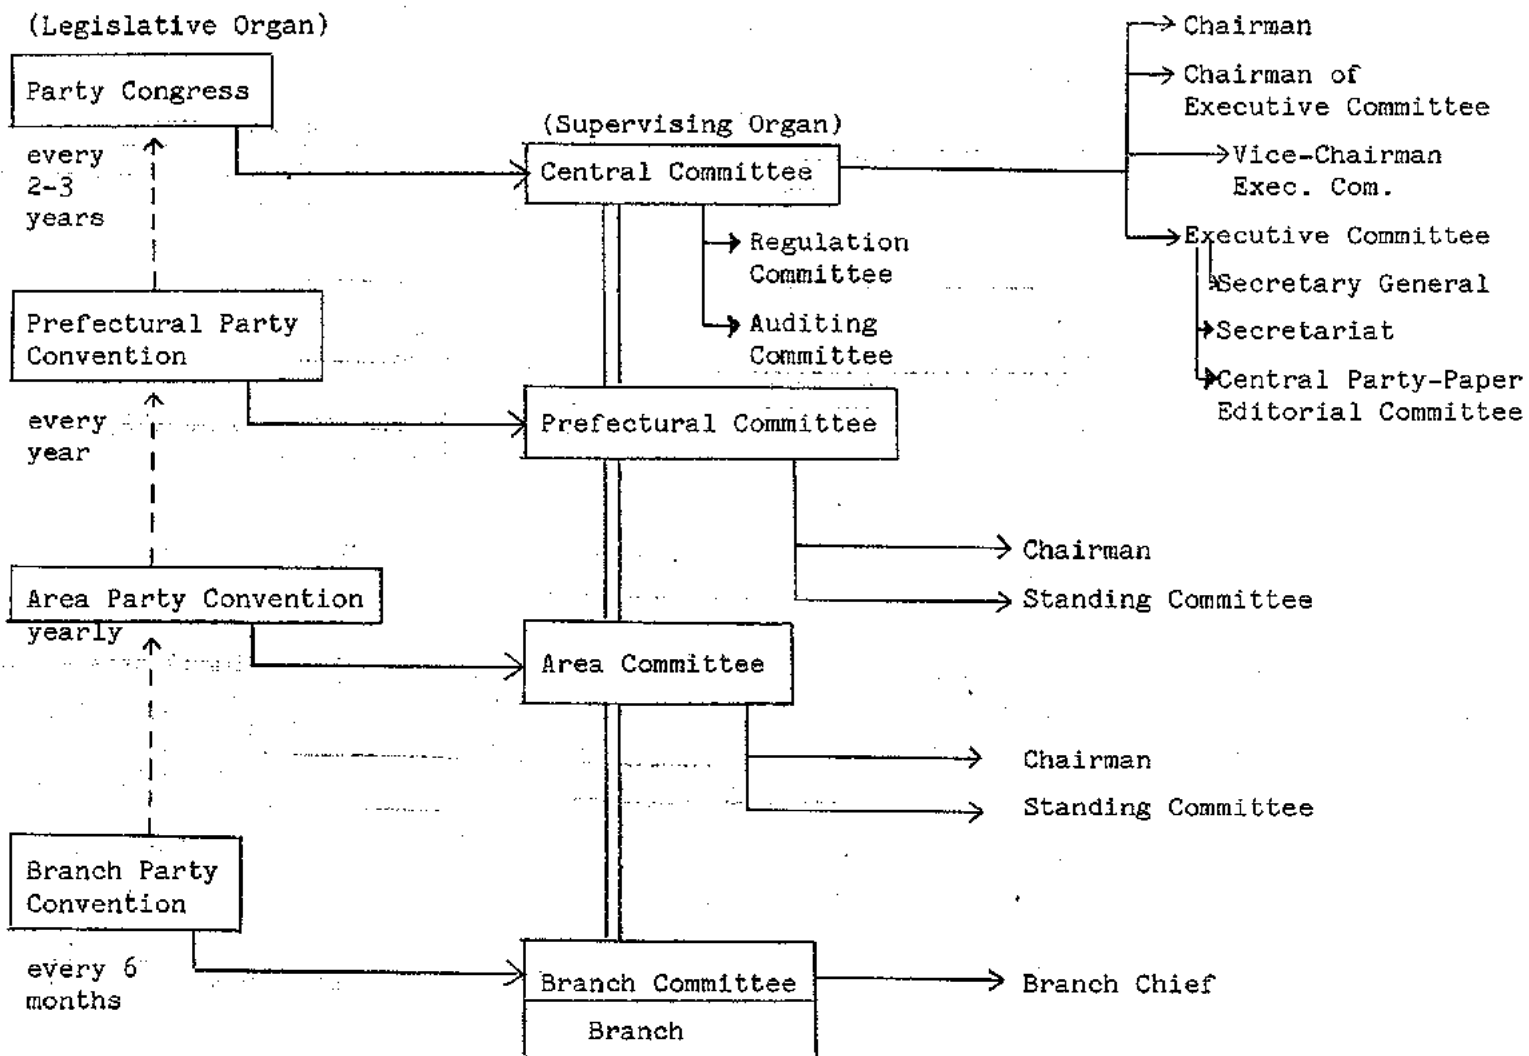 (Legislative Organ)
Party Congress
every
2-3
years
Prefectural Party
Convention
every
year
Area Party Convention
yearly
Branch Party
Convention
every 6
months
(Supervising Organ)
Central Committee
Regulation
Committee
Auditing
Committee
Prefectural Committee
Chairman
Standing Committee
Area Committee
Chairman
Standing Committee
Branch Committee
Branch
Branch Chief
Chairman
Chairman of
Executive Committee
Vice-Chairman
Exec. Com.
Executive Committee
Secretary General
Secretariat
Central Party-Paper
Editorial Committee